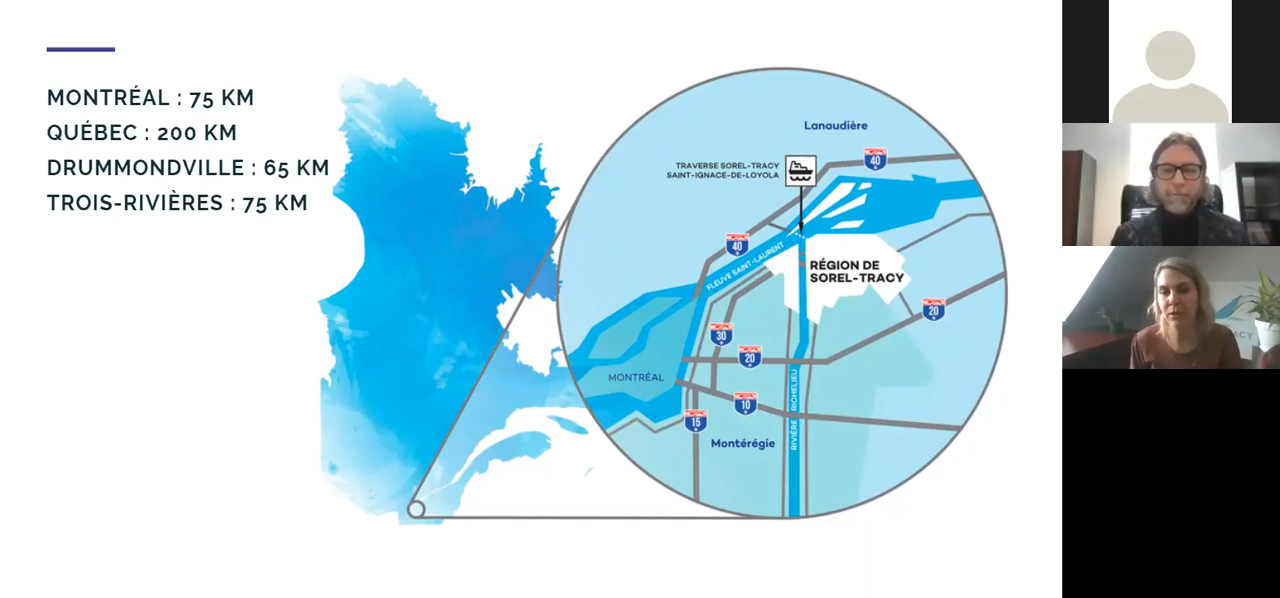 MONTRÉAL : 75 KM
QUÉBEC : 200 KM
DRUMMONDVILLE : 65 KM
TROIS-RIVIÈRES : 75 KM
Lanaudière
TRAVERSE SOREL-TRACY
SAINT-IGNACE-DE-LOYOLA
40
40
FLEUVE SAINT-LAURENT
RÉGION DE
SOREL-TRACY
20
30
20
MONTRÉAL
10
15
RIVIÈRE RICHELIEU
Montérégie
TRACY